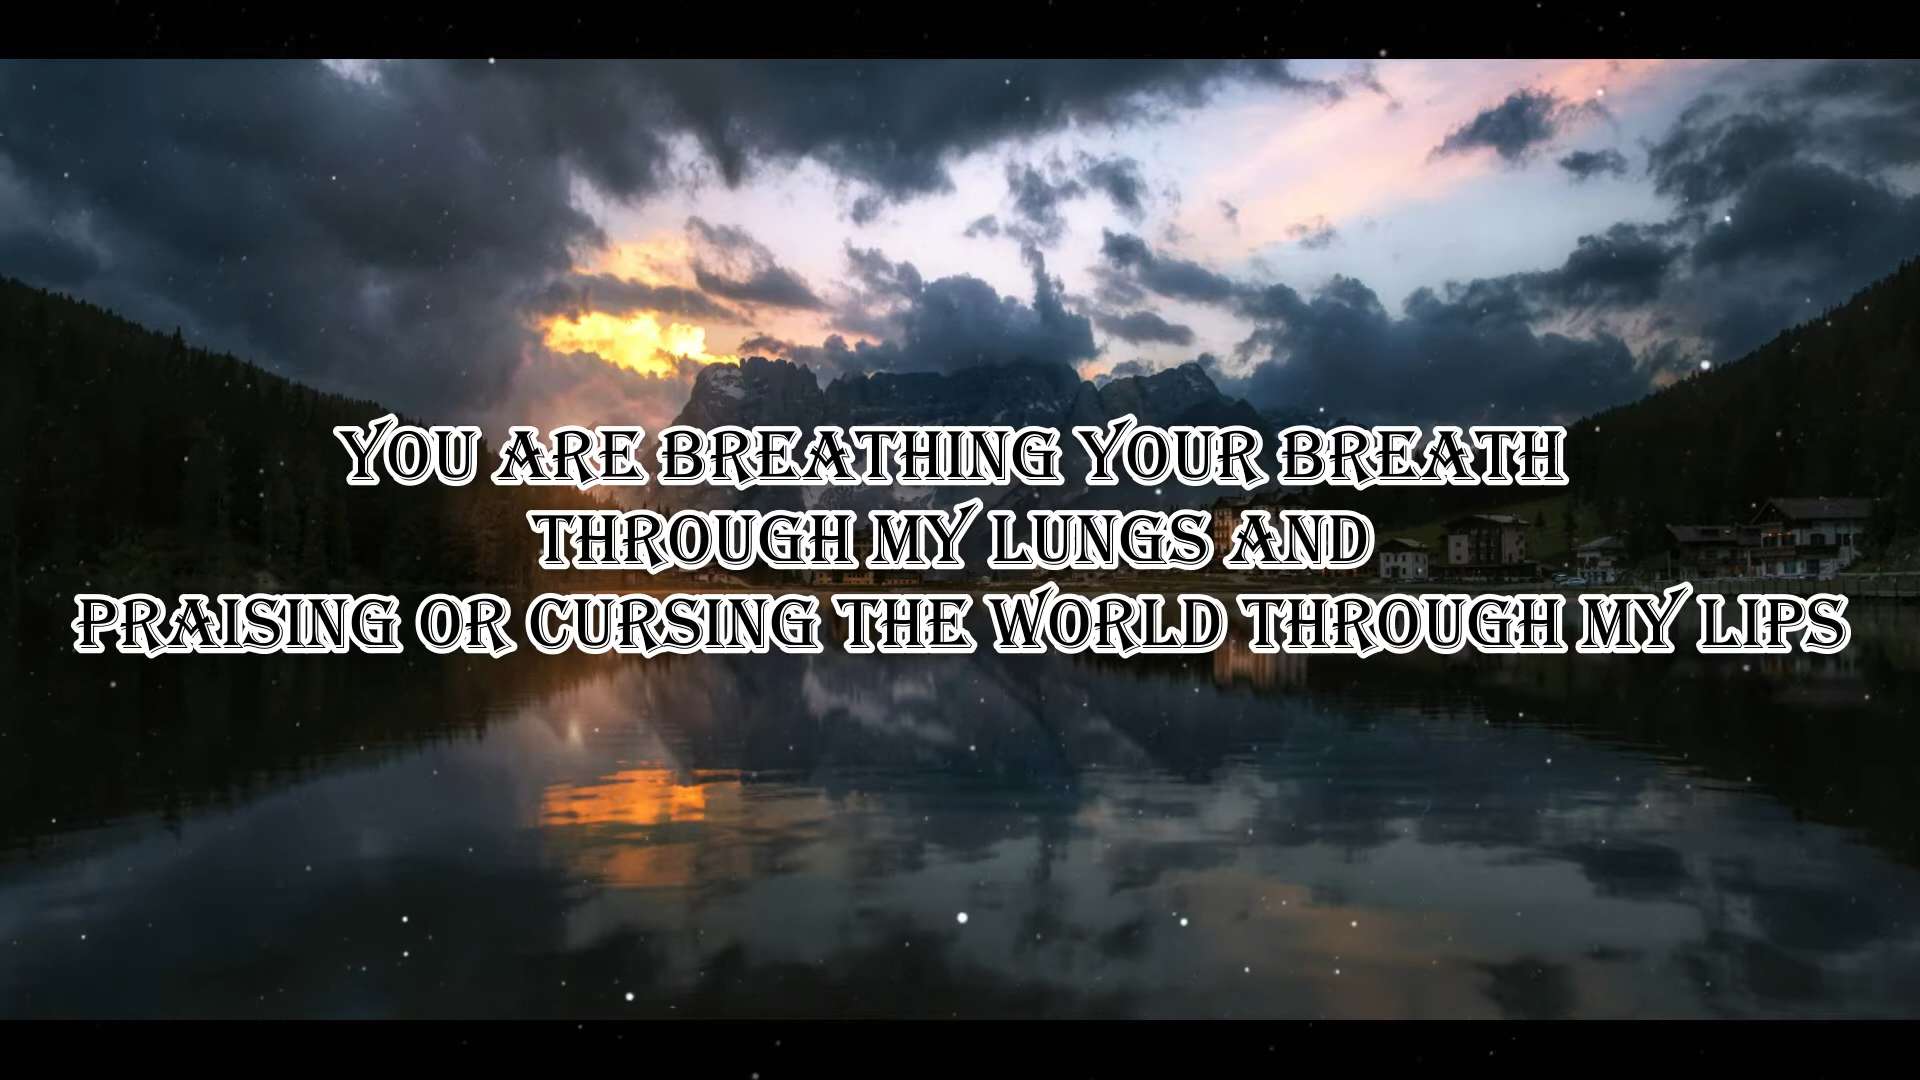 YOU ARE BREATHING YOUR BREATH
THROUGH MY LUNGS AND
PRAISING OR CURSING THE WORLD THROUGH MY LIPS